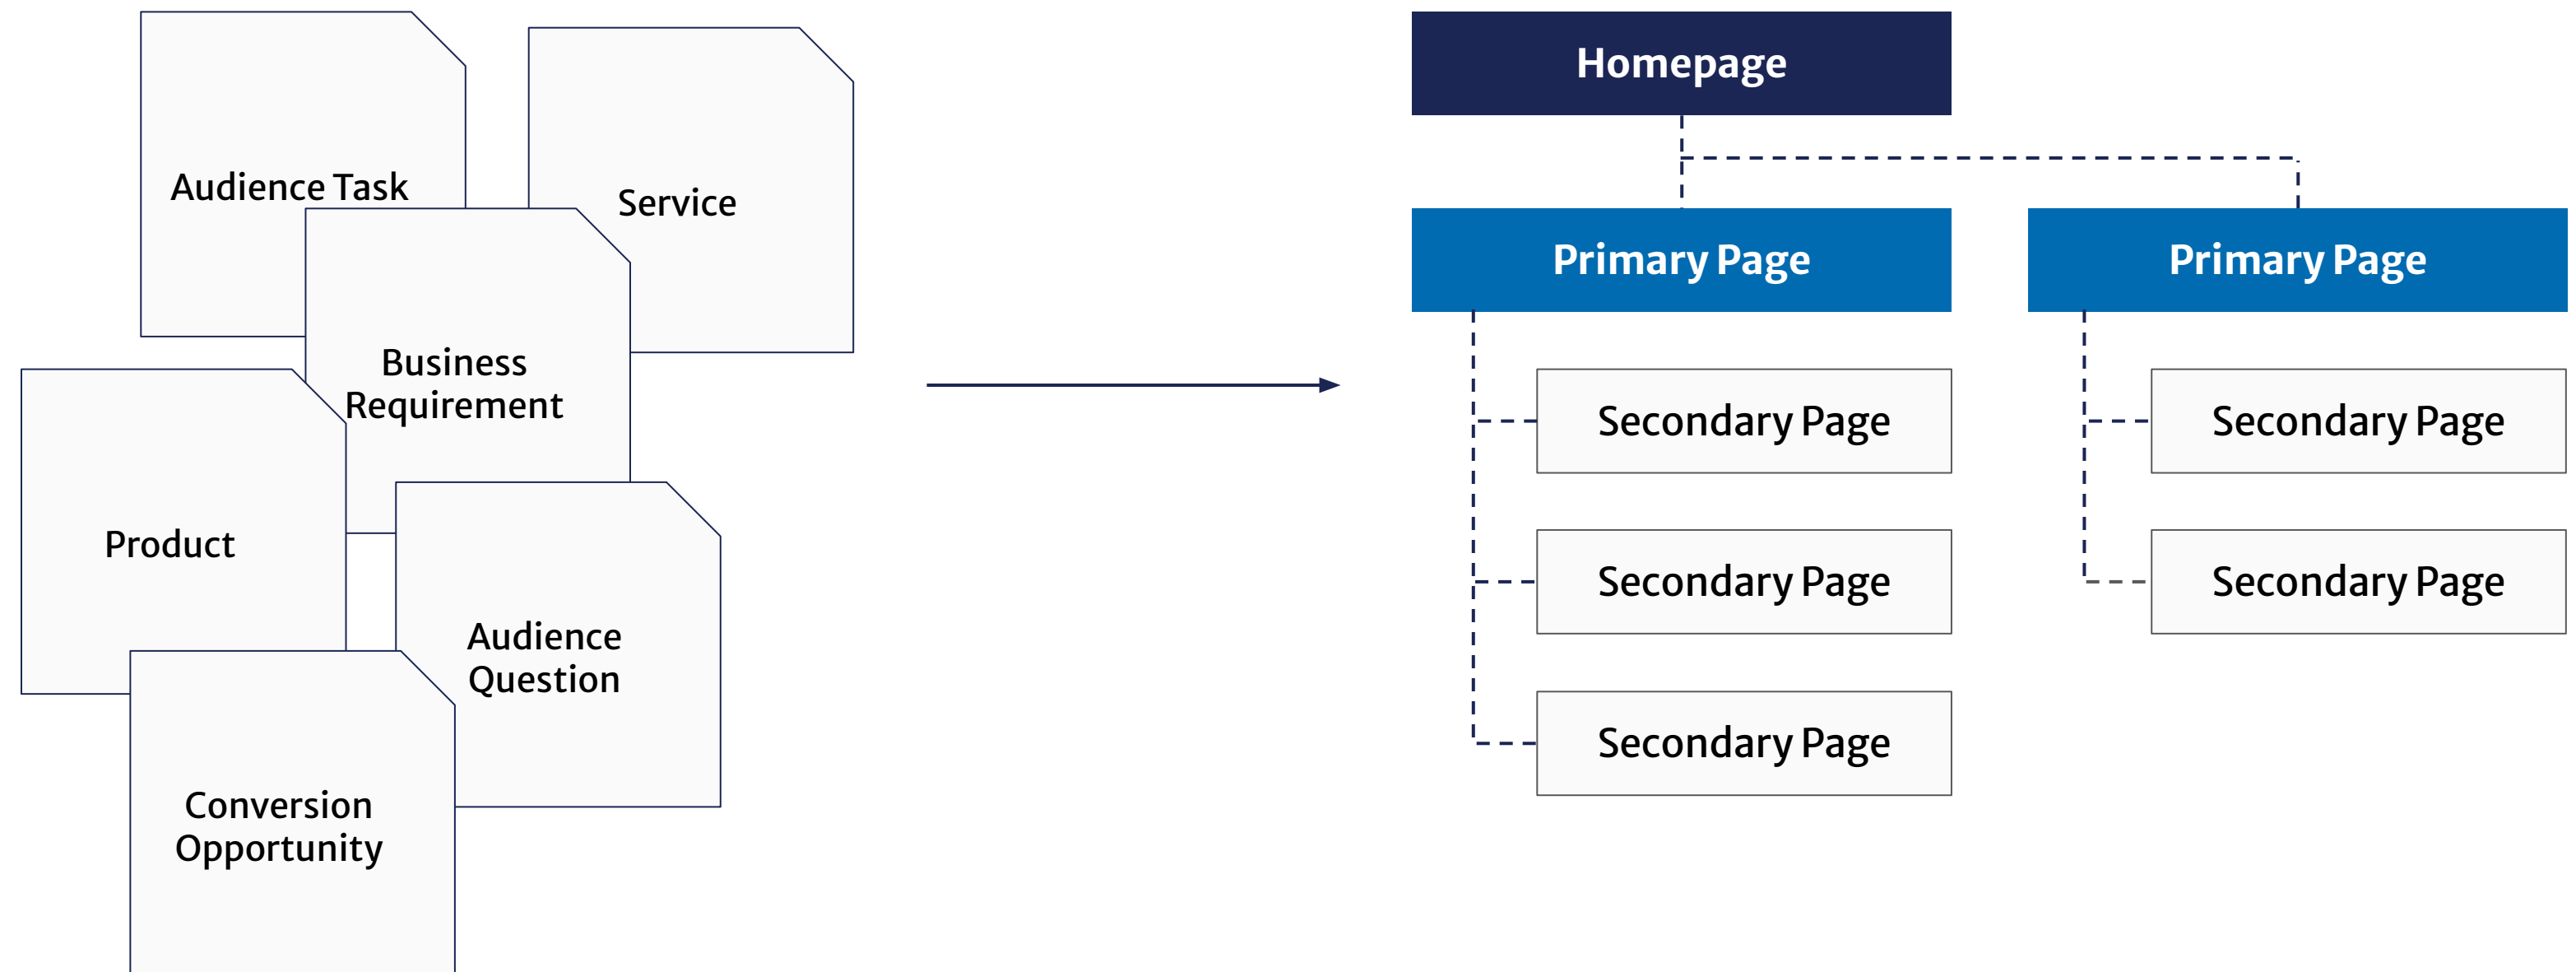 Audience Task
Service
Business
Requirement
Product
Audience
Question
Conversion
Opportunity
Homepage
Primary Page
Primary Page
Secondary Page
Secondary Page
Secondary Page
Secondary Page
Secondary Page